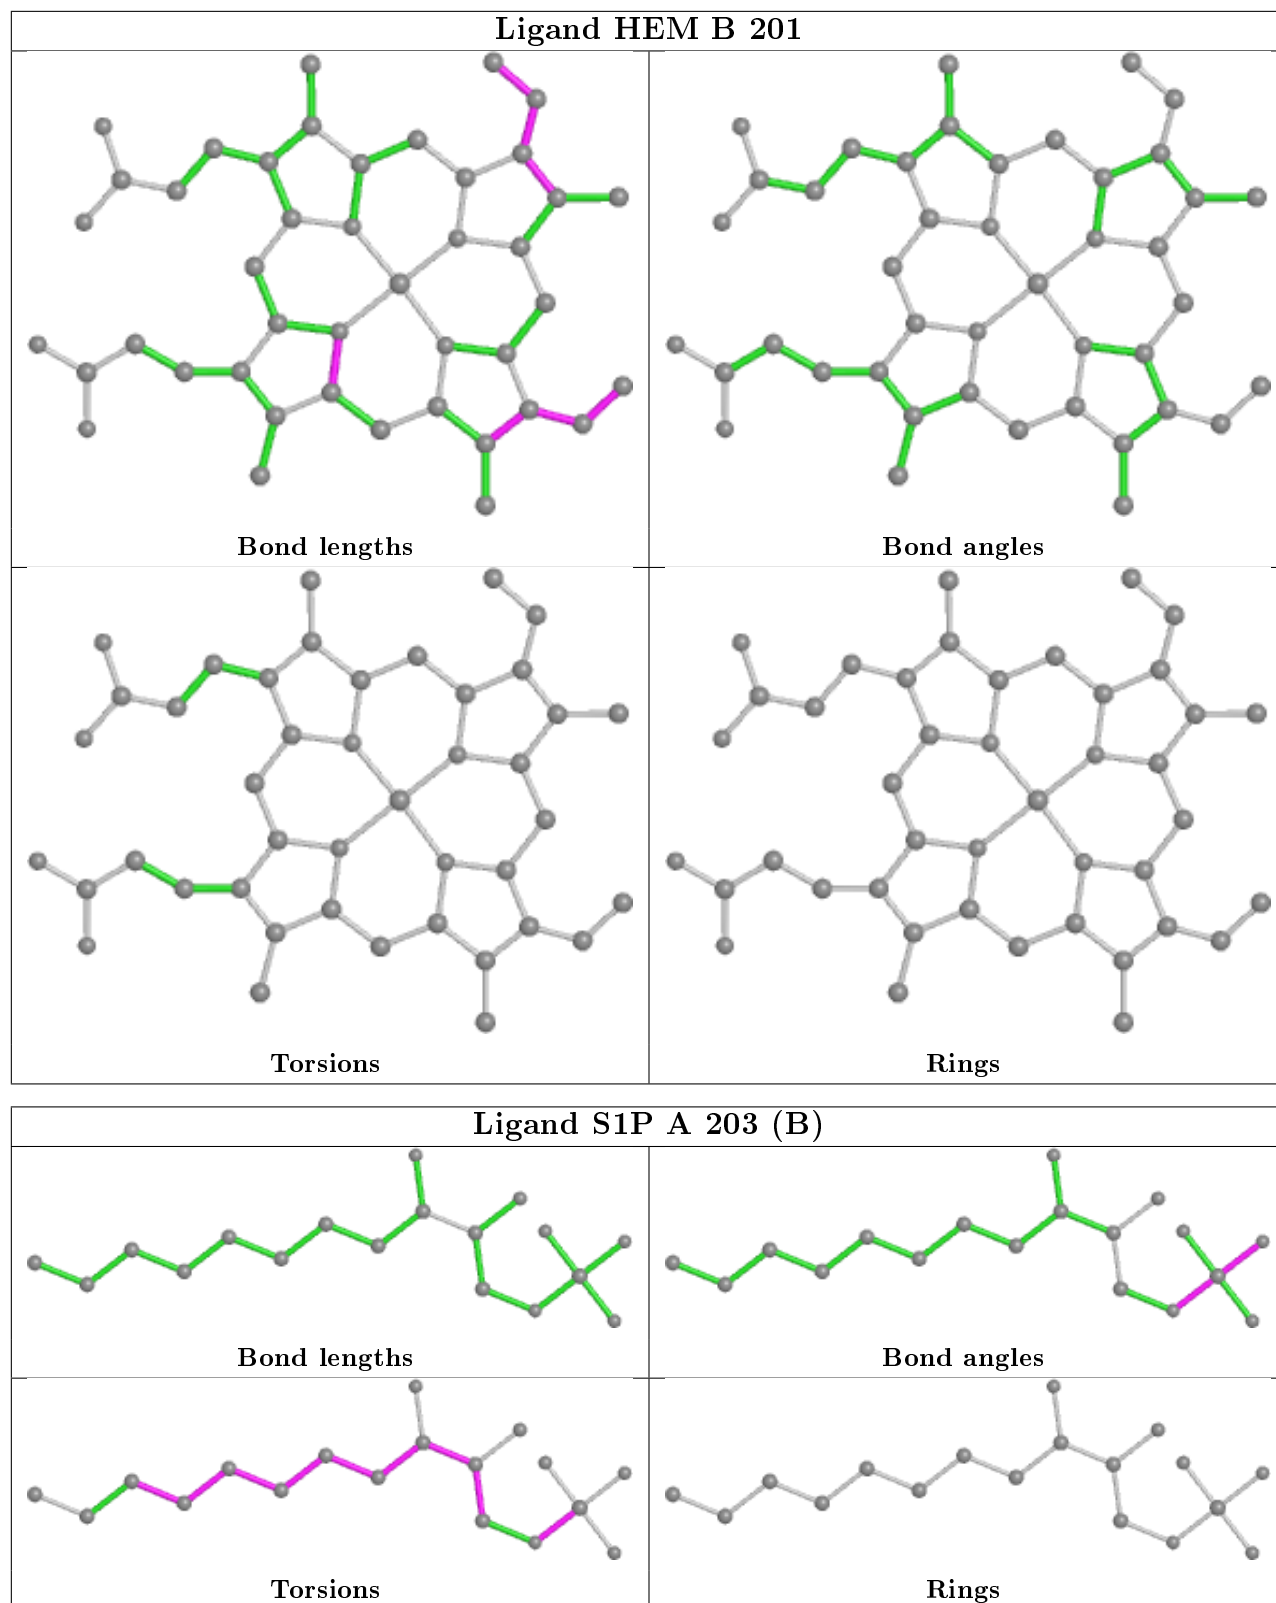 Ligand HEM B 201
Bond lengths
Bond angles
Torsions
Rings
Ligand S1P A 203 (B)
Bond lengths
Bond angles
Torsions
Rings